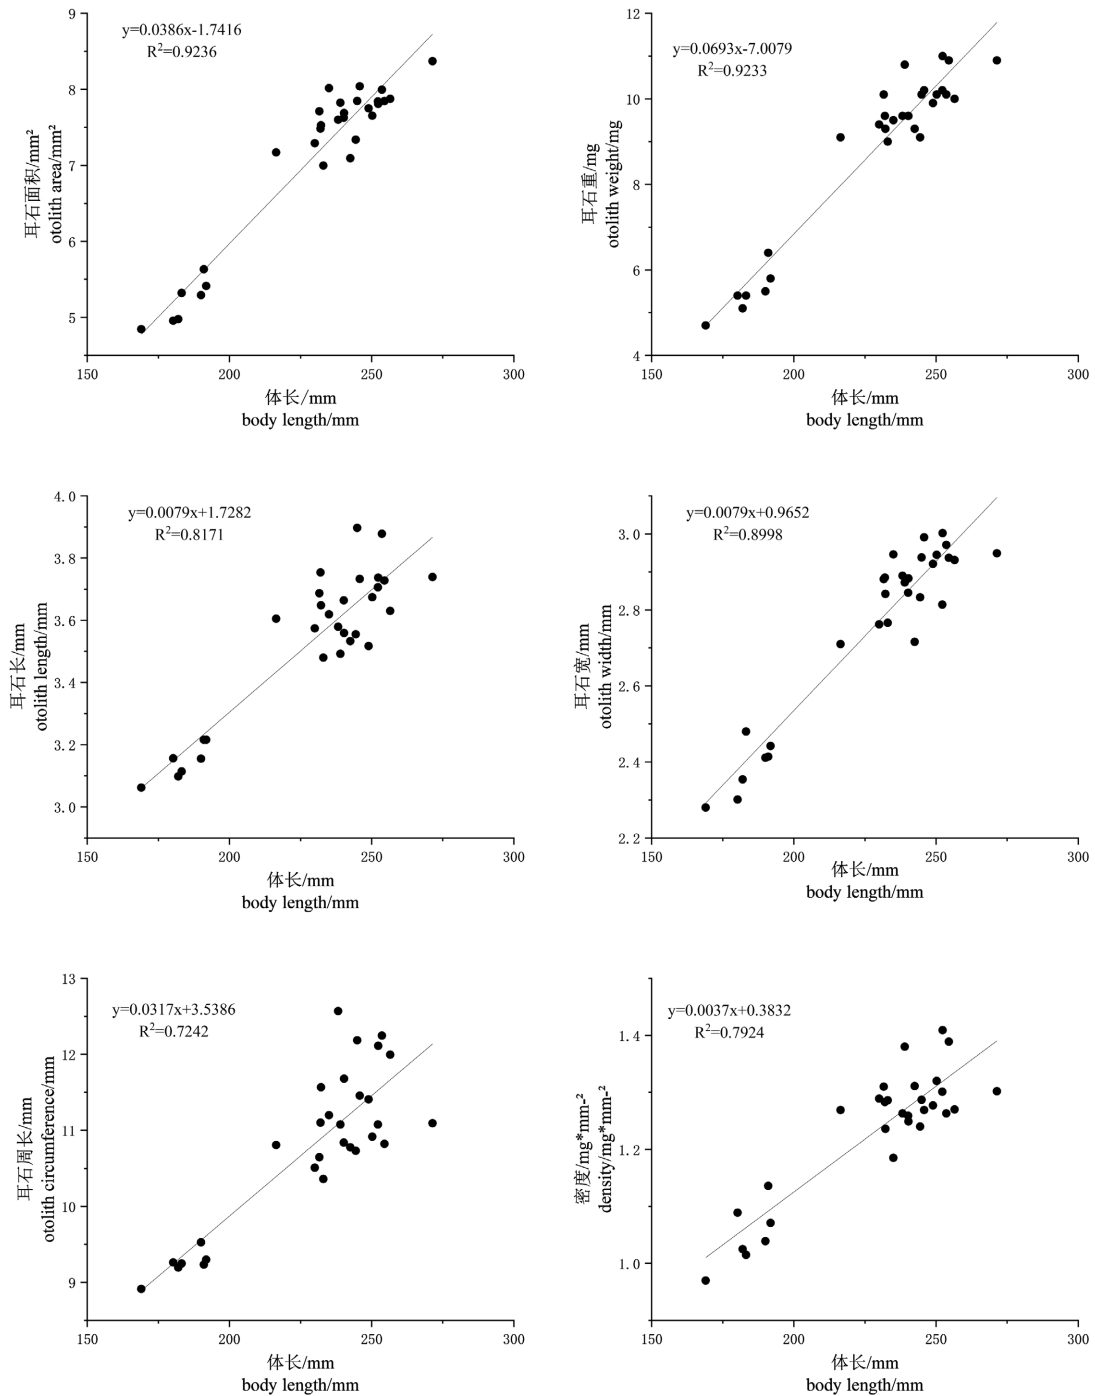 y=0.0386x-1.7416
R²=0.9236
9
8
7
6
5
耳石面积/mm²
otolith area/mm²
150
200
250
300
体长/mm
body length/mm
y=0.0693x-7.0079
R²=0.9233
12
10
8
6
4
耳石重/mg
otolith weight/mg
150
200
250
300
体长/mm
body length/mm
y=0.0079x+1.7282
R²=0.8171
4.0
3.8
3.6
3.4
3.2
3.0
耳石长/mm
otolith length/mm
150
200
250
300
体长/mm
body length/mm
y=0.0079x+0.9652
R²=0.8998
3.0
2.8
2.6
2.4
2.2
耳石宽/mm
otolith width/mm
150
200
250
300
体长/mm
body length/mm
y=0.0317x+3.5386
R²=0.7242
13
12
11
10
9
耳石周长/mm
otolith circumference/mm
150
200
250
300
体长/mm
body length/mm
y=0.0037x+0.3832
R²=0.7924
1.4
1.2
1.0
密度/mg*mm-²
density/mg*mm-²
150
200
250
300
体长/mm
body length/mm